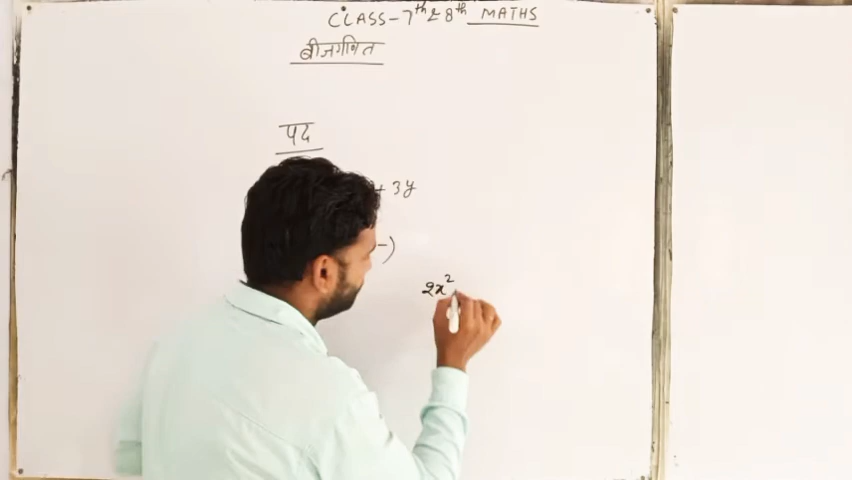 CLASS-7th & 8th MATHS
बीजगणित
पद
+ 3y
-)
2x²